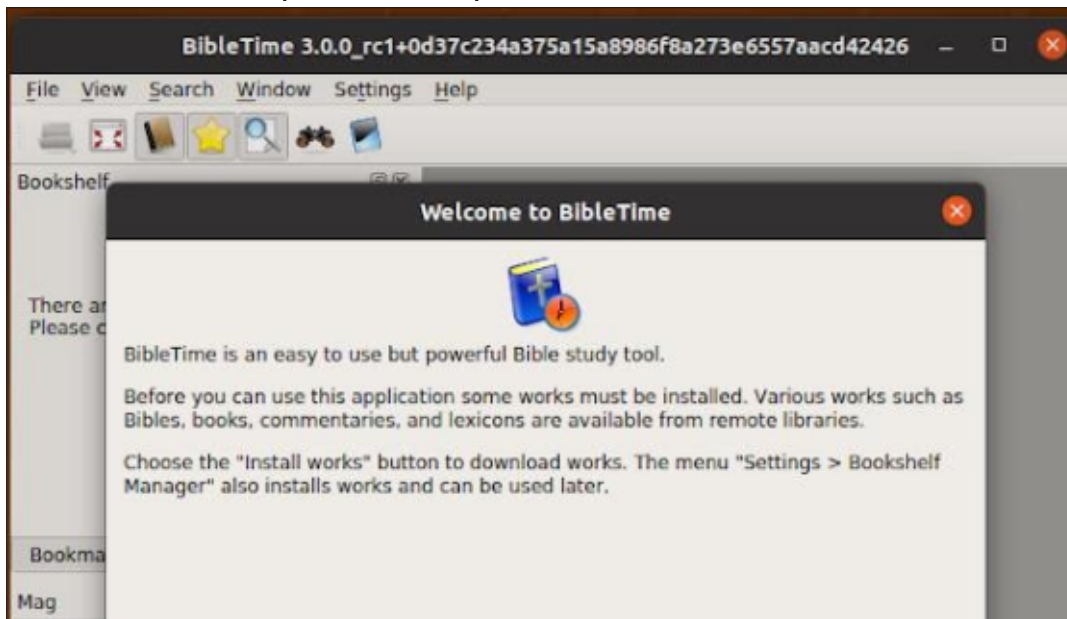 BibleTime 3.0.0_rc1+0d37c234a375a15a8986f8a273e6557aacd42426
File View Search Window Settings Help
Bookshelf
Welcome to BibleTime
There
Please
BibleTime is an easy to use but powerful Bible study tool.
Before you can use this application some works must be installed. Various works such as
Bibles, books, commentaries, and lexicons are available from remote libraries.
Choose the "Install works" button to download works. The menu "Settings > Bookshelf
Manager" also installs works and can be used later.
Bookma
Mag